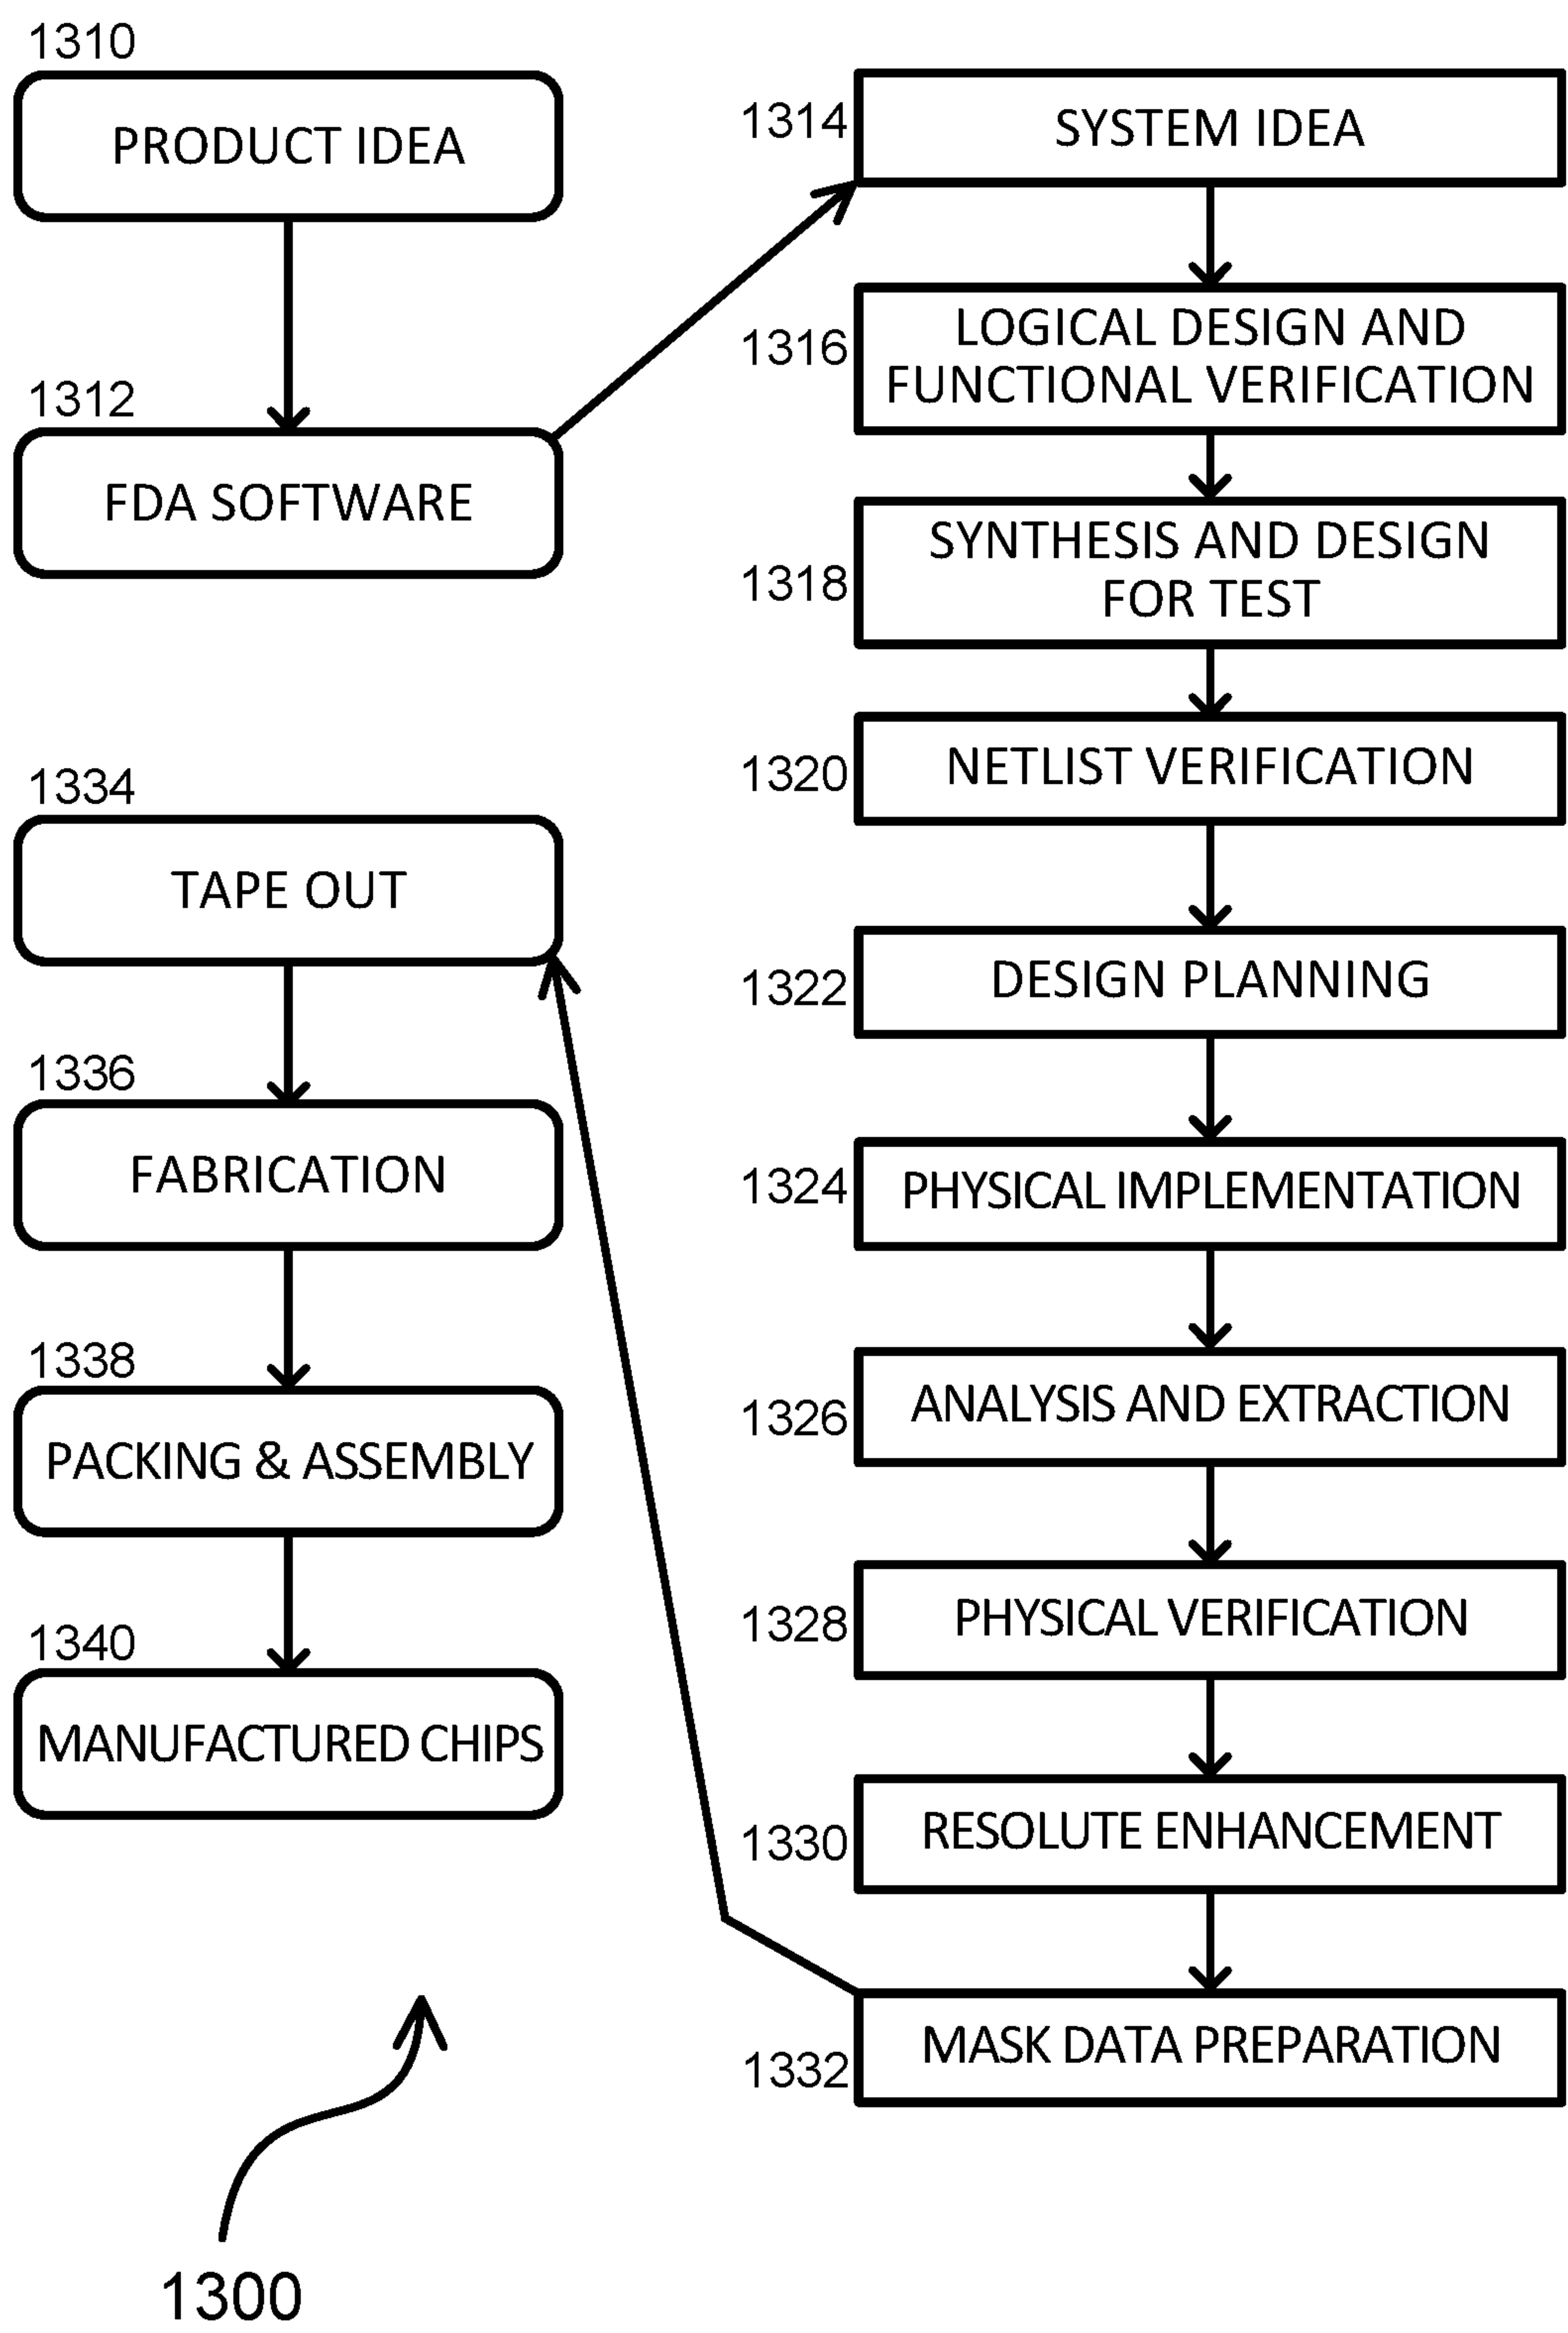 1310
PRODUCT IDEA
1312
FDA SOFTWARE
1314
SYSTEM IDEA
1316
LOGICAL DESIGN AND
FUNCTIONAL VERIFICATION
1318
SYNTHESIS AND DESIGN
FOR TEST
1320
NETLIST VERIFICATION
1322
DESIGN PLANNING
1324
PHYSICAL IMPLEMENTATION
1326
ANALYSIS AND EXTRACTION
1328
PHYSICAL VERIFICATION
1330
RESOLUTE ENHANCEMENT
1332
MASK DATA PREPARATION
1334
TAPE OUT
1336
FABRICATION
1338
PACKING & ASSEMBLY
1340
MANUFACTURED CHIPS
1300